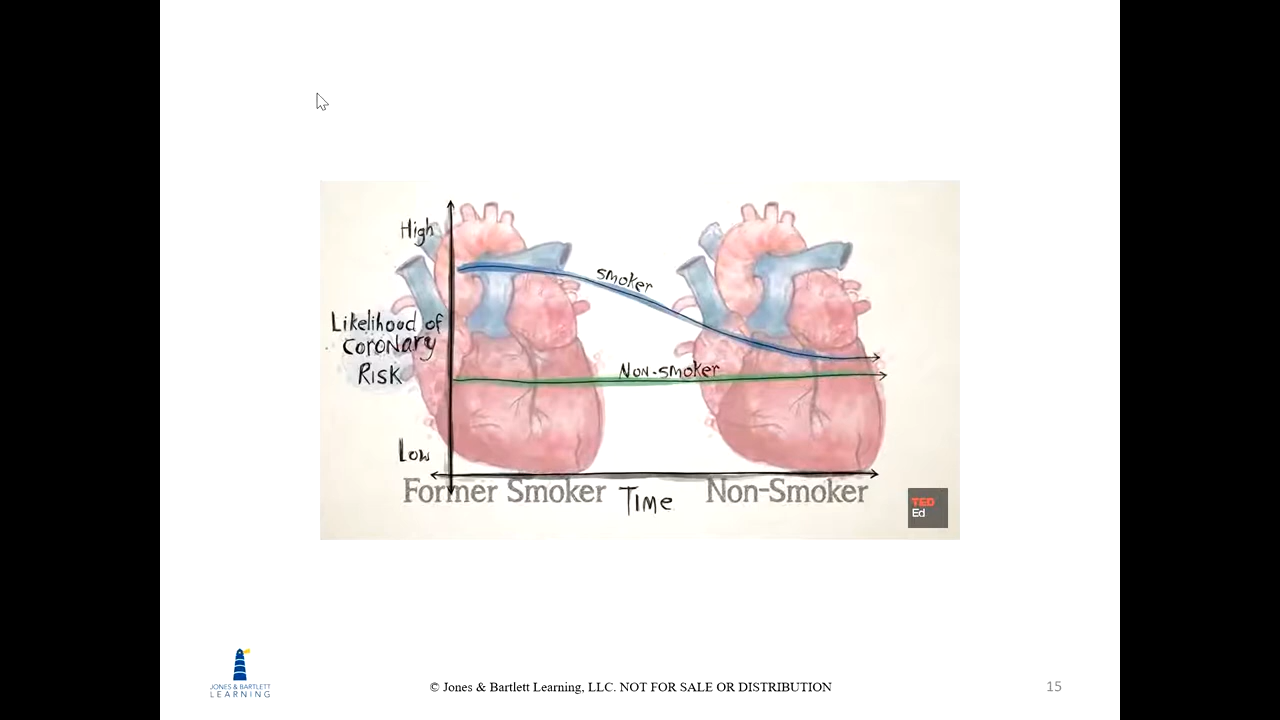 High
smoker
Likelihood of
Coronary
Risk
Non-smoker
Low
Former Smoker
Time
Non-Smoker
TED
Ed
JONES & BARTLETT
LEARNING
© Jones & Bartlett Learning, LLC. NOT FOR SALE OR DISTRIBUTION
15